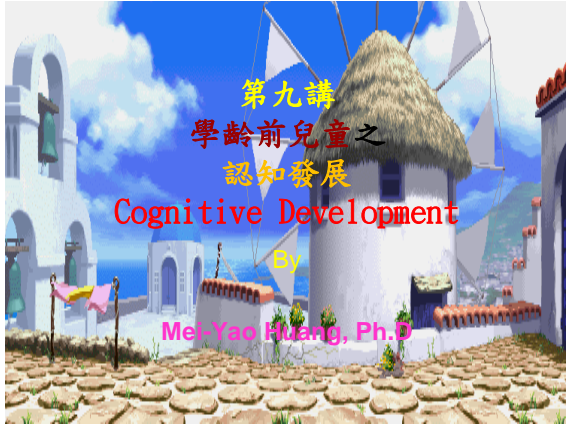 第九講
學齡前兒童之
認知發展
Cognitive Development
By
Mei-Yao Huang, Ph.D